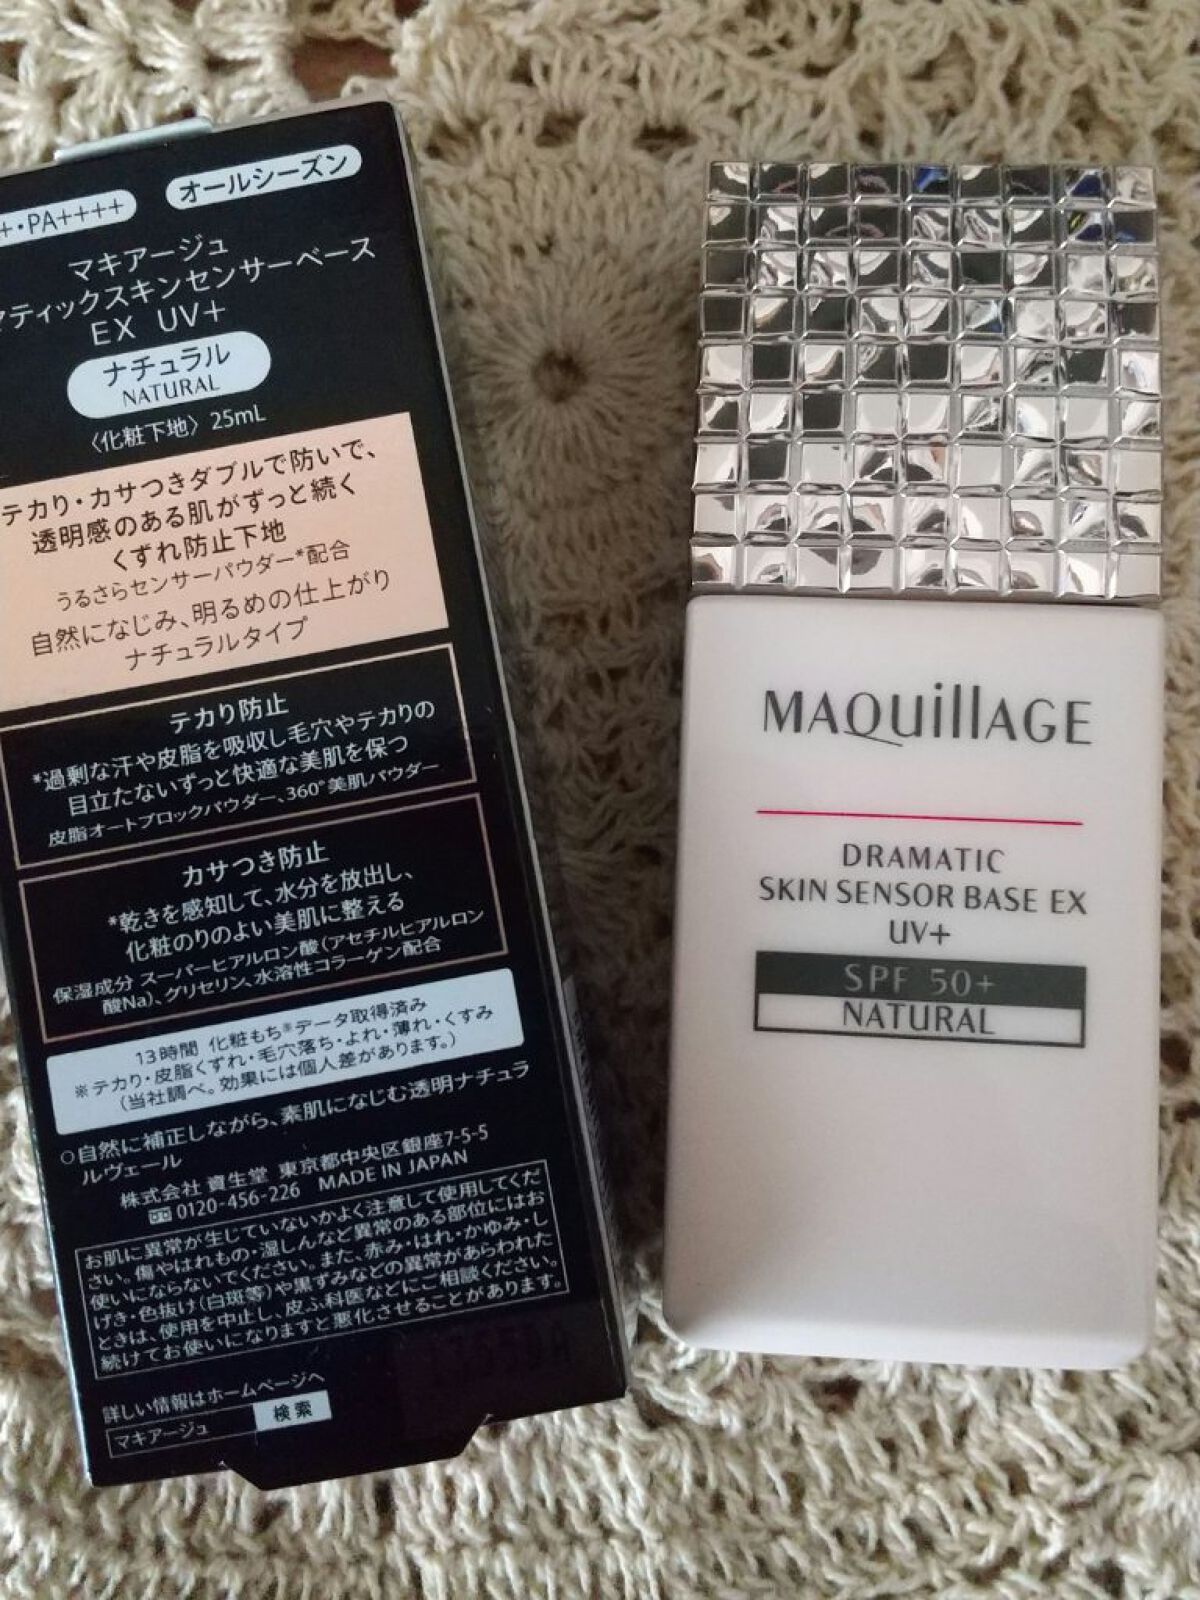 +・PA++++
オールシーズン
マキアージュ
マティックスキンセンサーベース
EX UV+
ナチュラル
NATURAL
〈化粧下地〉25mL
テカり・カサつきダブルで防いで、
透明感のある肌がずっと続く
くずれ防止下地
うるさらセンサーパウダー*配合
自然になじみ、明るめの仕上がり
ナチュラルタイプ
テカり防止
*過剰な汗や皮脂を吸収し毛穴やテカりの
目立たないずっと快適な美肌を保つ
皮脂オートブロックパウダー、360°美肌パウダー
カサつき防止
*乾きを感知して、水分を放出し、
化粧のりのよい美肌に整える
保湿成分 スーパーヒアルロン酸（アセチルヒアルロン
酸Na）、グリセリン、水溶性コラーゲン配合
13時間 化粧もち※データ取得済み
※テカり・皮脂くずれ・毛穴落ち・よれ・薄れ・くすみ
（当社調べ。効果には個人差があります。）
○自然に補正しながら、素肌になじむ透明ナチュラ
ルヴェール
株式会社 資生堂 東京都中央区銀座7-5-5
0120-456-226 MADE IN JAPAN
お肌に異常が生じていないかよく注意して使用してくだ
さい。傷やはれもの・湿しんなど異常のある部位にはお
使いにならないでください。また、赤み・はれ・かゆみ・し
げき・色抜け（白斑等）や黒ずみなどの異常があらわれた
ときは、使用を中止し、皮ふ科医などにご相談ください。
続けてお使いになりますと悪化させることがあります。
詳しい情報はホームページへ
マキアージュ 検索
MAQuillAGE
DRAMATIC
SKIN SENSOR BASE EX
UV+
SPF 50+
NATURAL